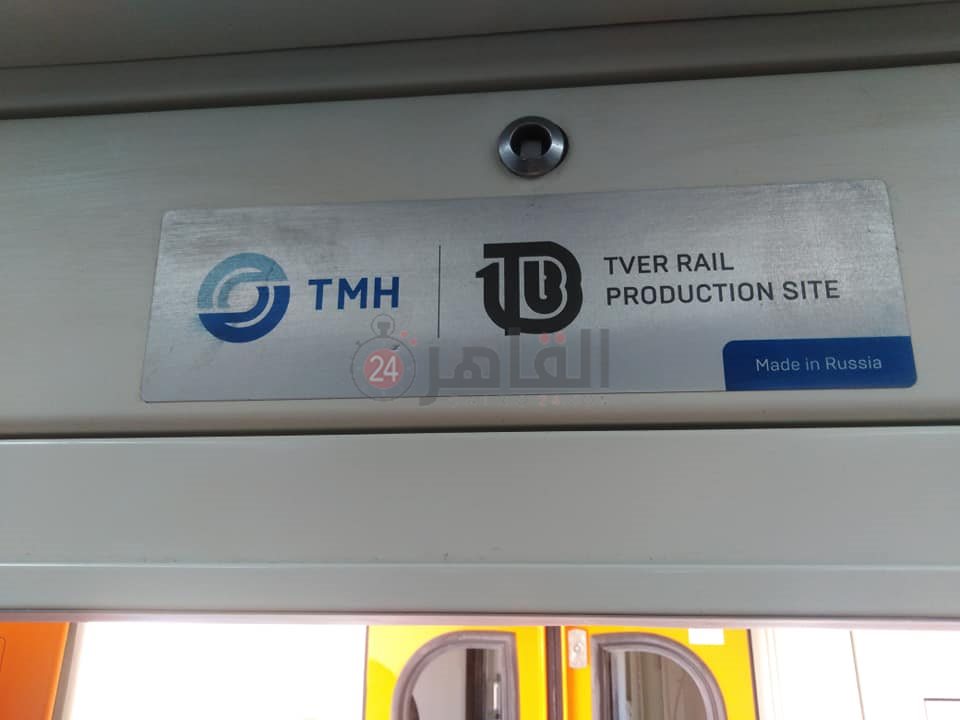 TMH
TVER RAIL
PRODUCTION SITE
Made in Russia
القاهرة 24